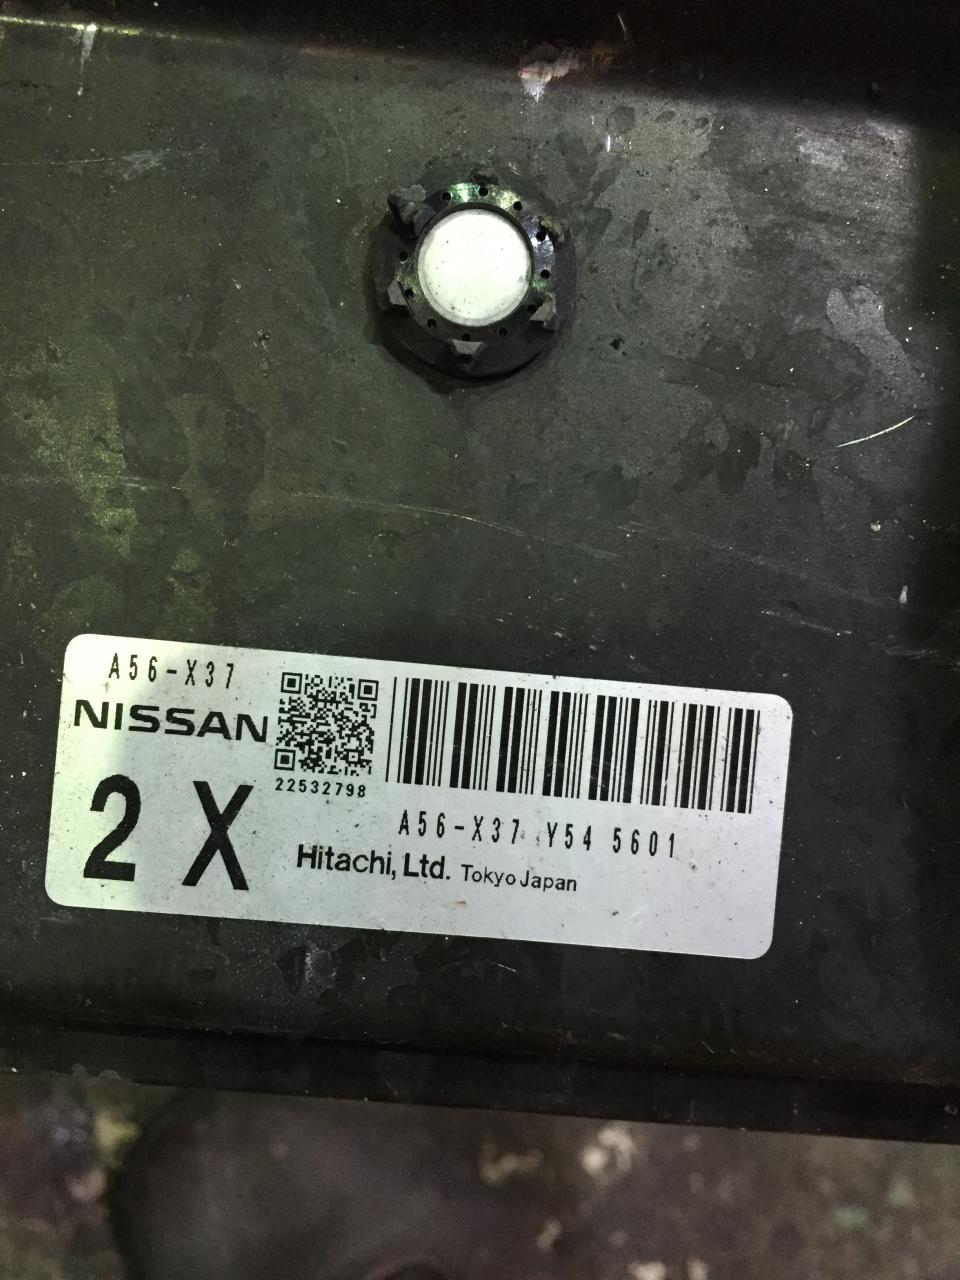 A56-X37
NISSAN
2 X
22532798
A56-X37 Y54 5601
Hitachi, Ltd. Tokyo Japan